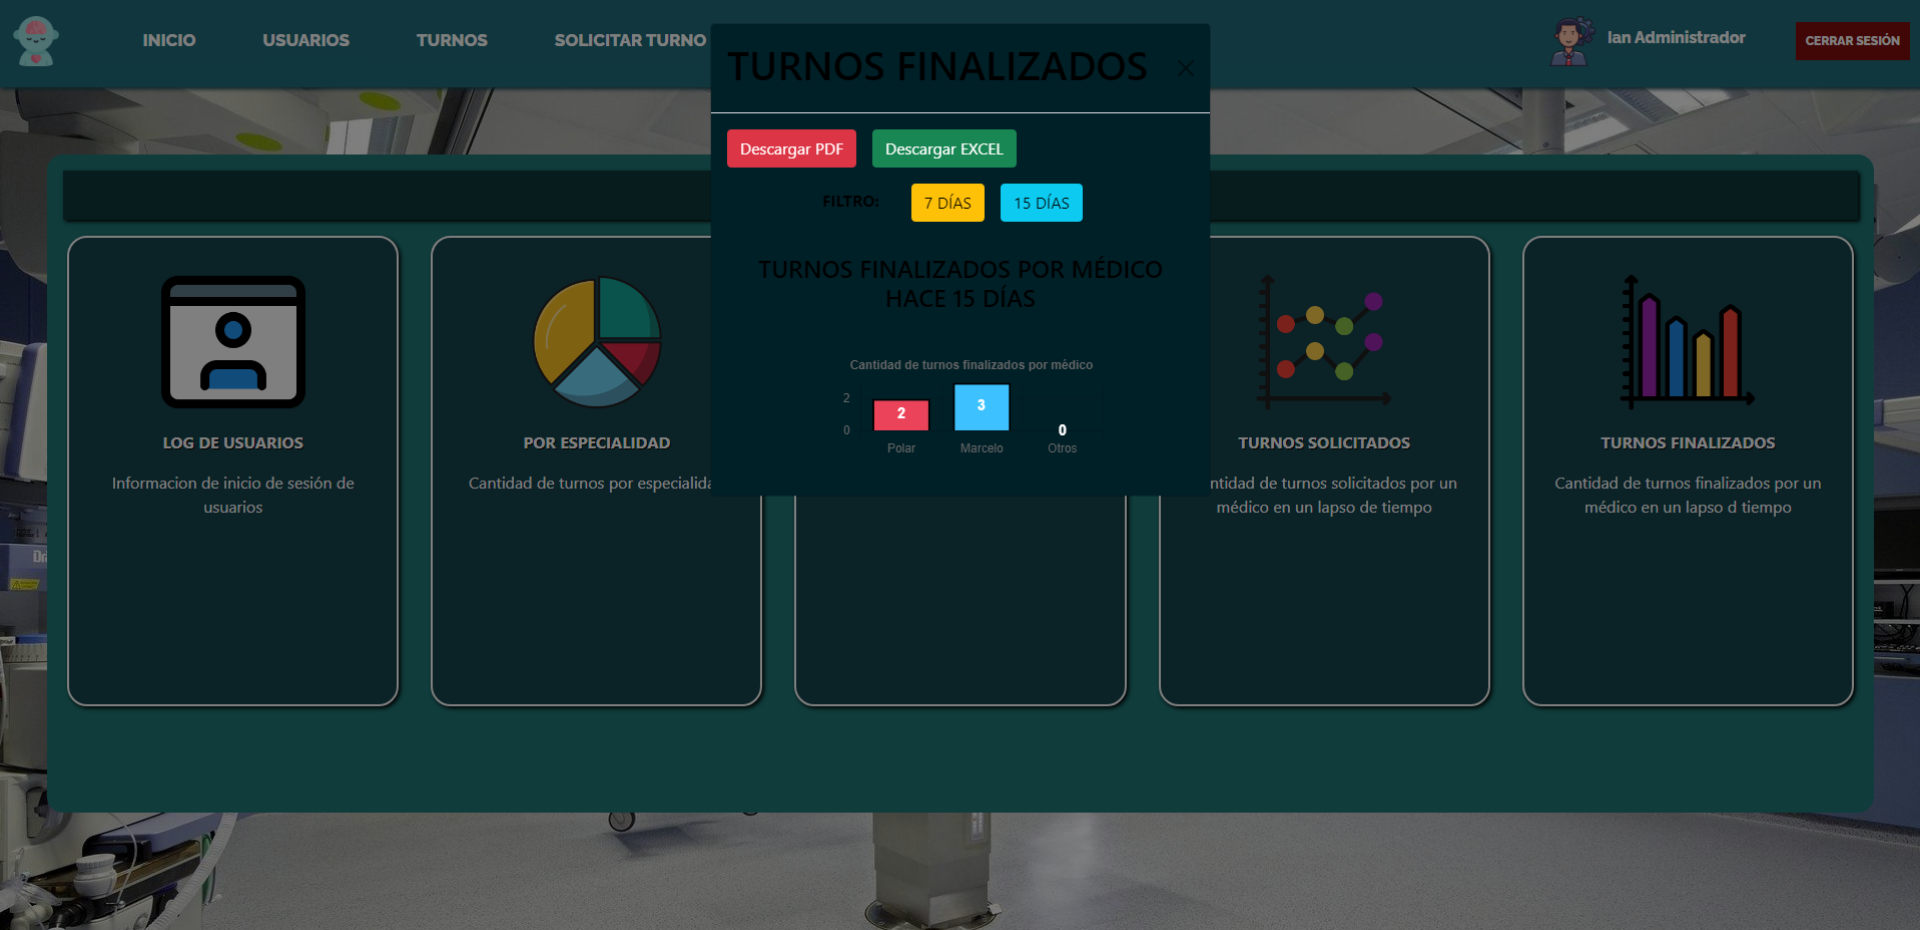 INICIO
USUARIOS
TURNOS
SOLICITAR TURNO
Ian Administrador
CERRAR SESIÓN
TURNOS FINALIZADOS
Descargar PDF
Descargar EXCEL
FILTRO:
7 DÍAS
15 DÍAS
TURNOS FINALIZADOS POR MÉDICO
HACE 15 DÍAS
Cantidad de turnos finalizados por médico
2
0
2
3
0
Polar
Marcelo
Otros
LOG DE USUARIOS
Informacion de inicio de sesión de
usuarios
POR ESPECIALIDAD
Cantidad de turnos por especialida
TURNOS SOLICITADOS
ntidad de turnos solicitados por un
médico en un lapso de tiempo
TURNOS FINALIZADOS
Cantidad de turnos finalizados por un
médico en un lapso d tiempo